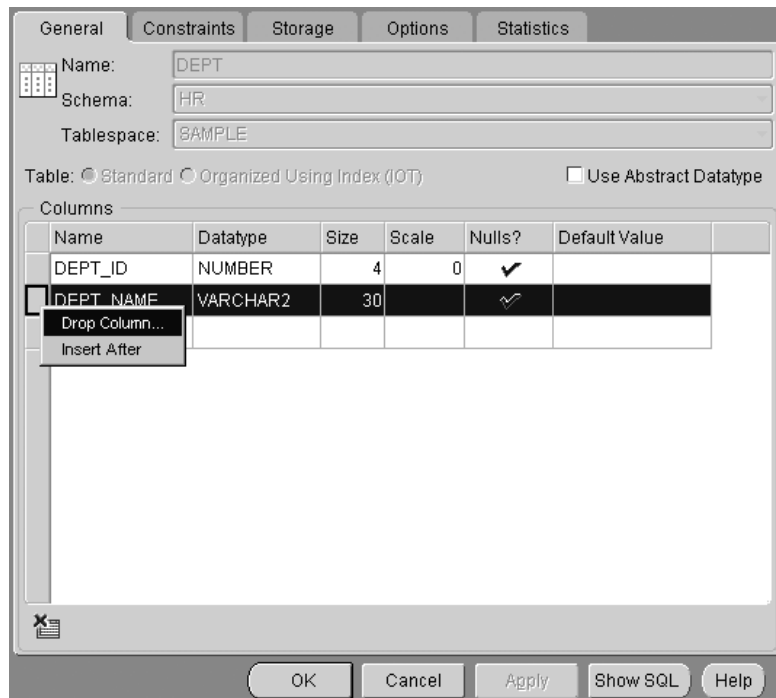 General Constraints Storage Options Statistics
Name: DEPT
Schema: HR
Tablespace: SAMPLE
Table: Standard Organized Using Index (IOT) Use Abstract Datatype
Columns
Name Datatype Size Scale Nulls? Default Value
DEPT_ID NUMBER 4 0
DEPT_NAME VARCHAR2 30
Drop Column...
Insert After
OK Cancel Apply Show SQL Help